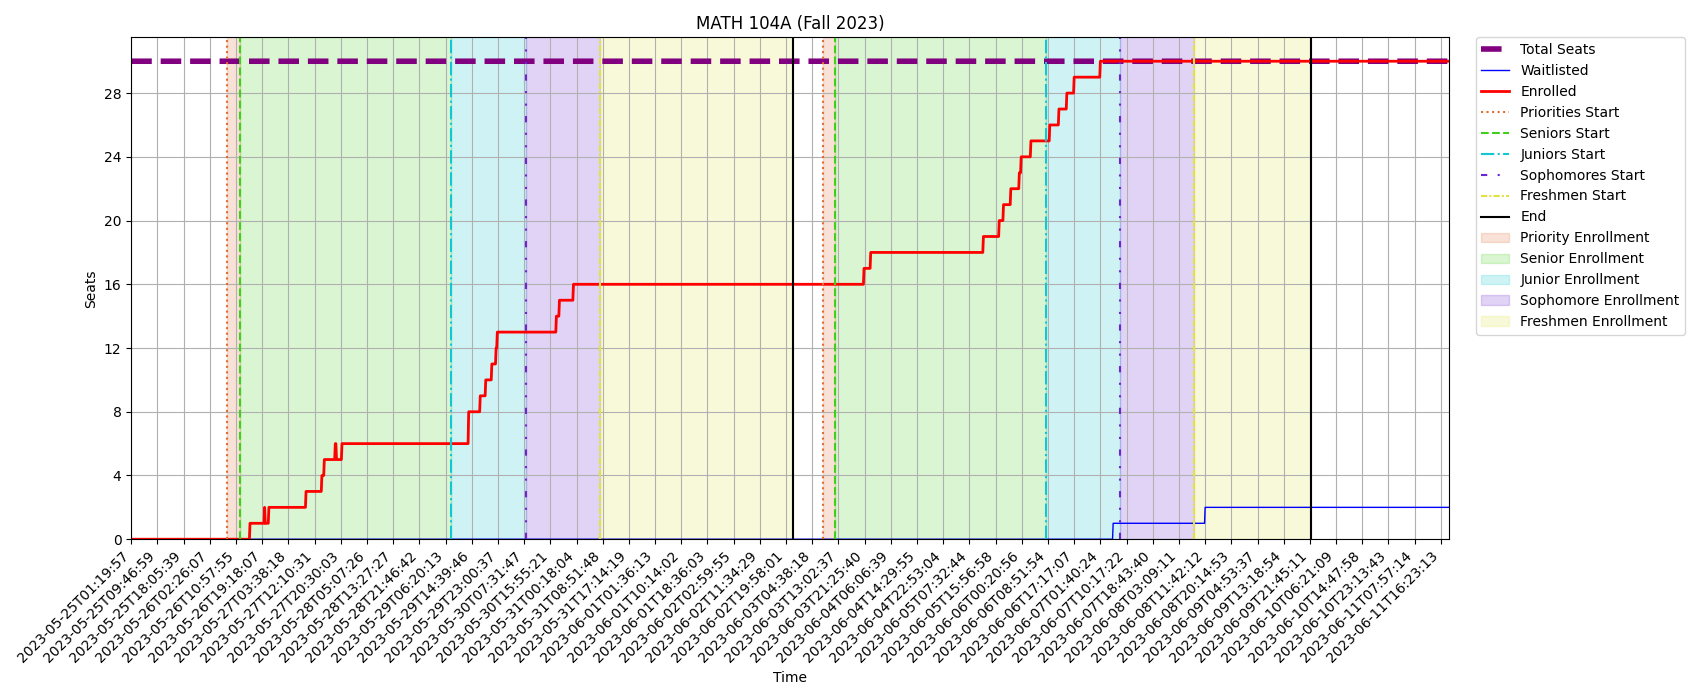 MATH 104A (Fall 2023)
Seats
28
24
20
16
12
8
4
0
2023-05-25T01:19:57
2023-05-25T09:46:59
2023-05-25T18:05:39
2023-05-26T02:26:07
2023-05-26T10:57:55
2023-05-26T19:18:07
2023-05-27T03:38:18
2023-05-27T12:10:31
2023-05-27T20:30:03
2023-05-28T05:07:26
2023-05-28T13:27:27
2023-05-28T21:46:42
2023-05-29T06:20:13
2023-05-29T14:39:46
2023-05-29T23:00:37
2023-05-30T07:31:47
2023-05-30T15:55:21
2023-05-31T00:18:04
2023-05-31T08:51:48
2023-05-31T17:14:19
2023-06-01T01:36:13
2023-06-01T10:14:02
2023-06-01T18:36:03
2023-06-02T02:59:55
2023-06-02T11:34:29
2023-06-02T19:58:01
2023-06-03T04:38:18
2023-06-03T13:02:37
2023-06-03T21:25:40
2023-06-04T06:06:39
2023-06-04T14:29:55
2023-06-04T22:53:04
2023-06-05T07:32:44
2023-06-05T15:56:58
2023-06-06T00:20:56
2023-06-06T08:51:54
2023-06-06T17:17:07
2023-06-07T01:40:24
2023-06-07T10:17:22
2023-06-07T18:43:40
2023-06-08T03:09:11
2023-06-08T11:42:12
2023-06-08T20:14:53
2023-06-09T04:53:37
2023-06-09T13:18:54
2023-06-09T21:45:11
2023-06-10T06:21:09
2023-06-10T14:47:58
2023-06-10T23:13:43
2023-06-11T07:57:14
2023-06-11T16:23:13
Time
Total Seats
Waitlisted
Enrolled
Priorities Start
Seniors Start
Juniors Start
Sophomores Start
Freshmen Start
End
Priority Enrollment
Senior Enrollment
Junior Enrollment
Sophomore Enrollment
Freshmen Enrollment